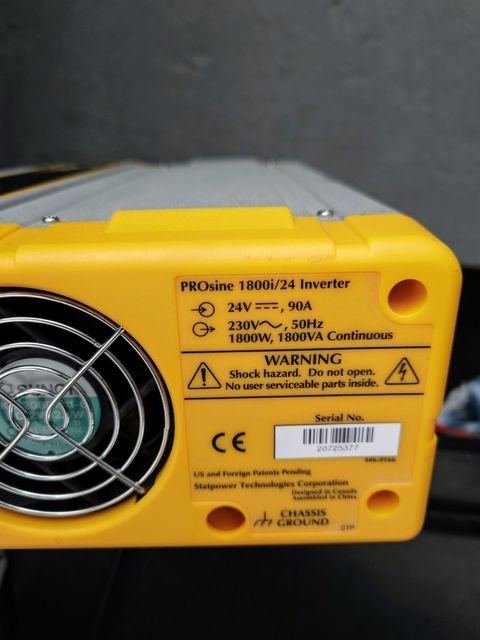 PROsine 1800i/24 Inverter
24V ⎓, 90A
230V~, 50Hz
1800W, 1800VA Continuous
WARNING
Shock hazard. Do not open.
No user serviceable parts inside.
Serial No.
CE
20725377
446-0166
US and Foreign Patents Pending
Statpower Technologies Corporation
Designed in Canada
Assembled in China
CHASSIS
GROUND